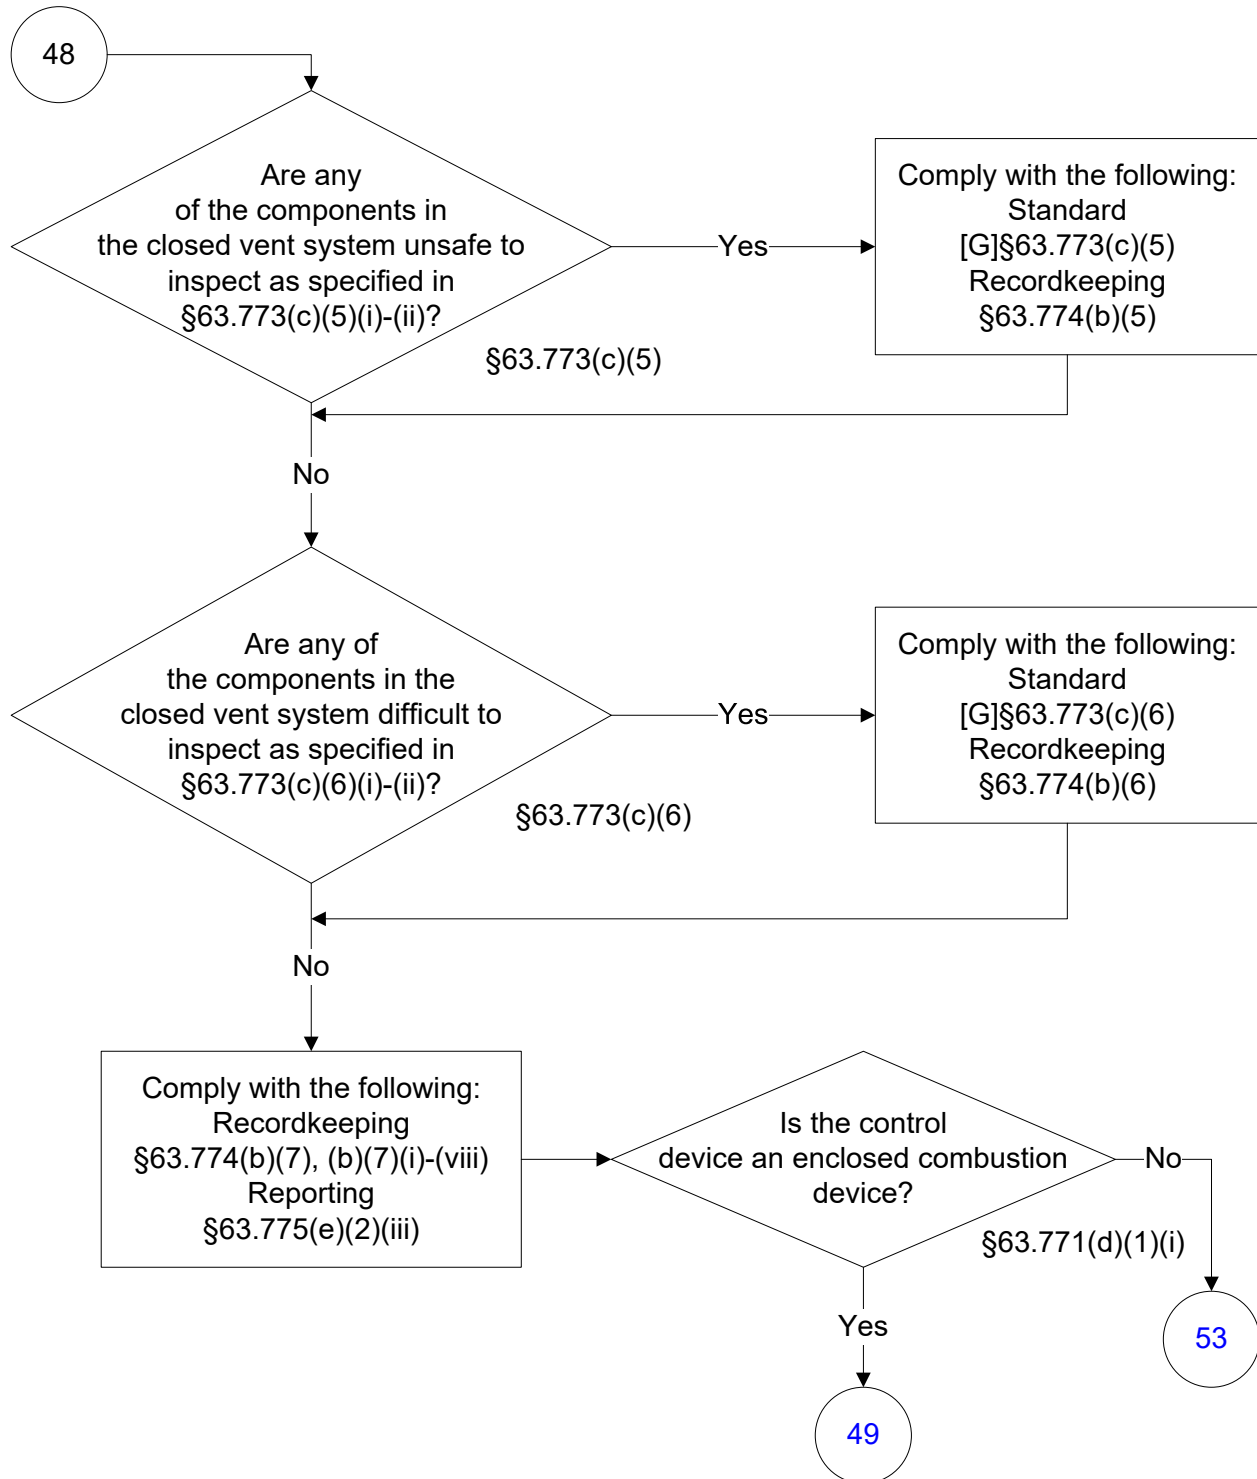 48
Are any
of the components in
the closed vent system unsafe to
inspect as specified in
§63.773(c)(5)(i)-(ii)?
Yes
Comply with the following:
Standard
[G]§63.773(c)(5)
Recordkeeping
§63.774(b)(5)
§63.773(c)(5)
No
Are any of
the components in the
closed vent system difficult to
inspect as specified in
§63.773(c)(6)(i)-(ii)?
Yes
Comply with the following:
Standard
[G]§63.773(c)(6)
Recordkeeping
§63.774(b)(6)
§63.773(c)(6)
No
Comply with the following:
Recordkeeping
§63.774(b)(7), (b)(7)(i)-(viii)
Reporting
§63.775(e)(2)(iii)
Is the control
device an enclosed combustion
device?
No
§63.771(d)(1)(i)
Yes
53
49